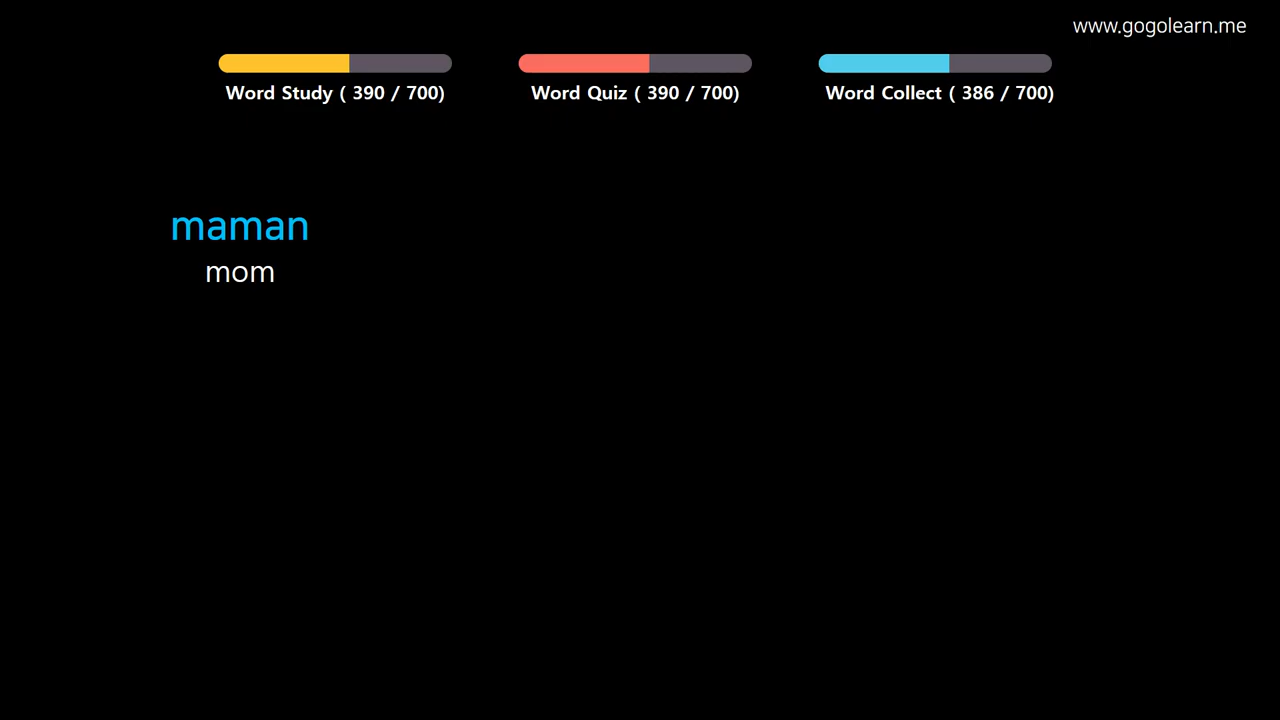 www.gogolearn.me
Word Study ( 390 / 700)
Word Quiz ( 390 / 700)
Word Collect ( 386 / 700)
maman
mom